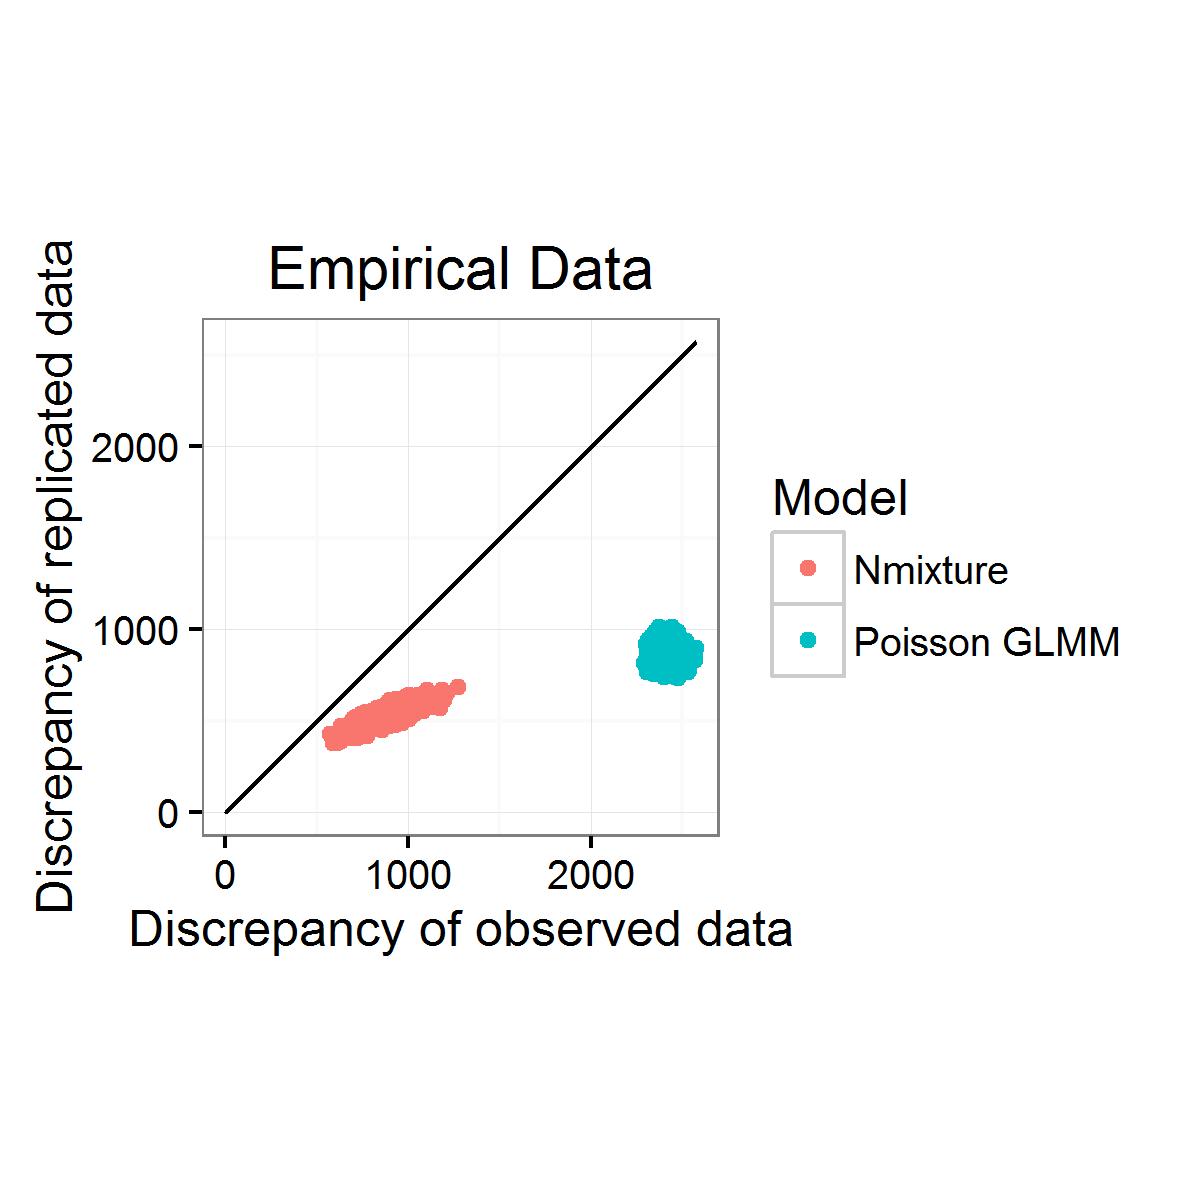 Empirical Data
Discrepancy of replicated data
2000
1000
0
0 1000 2000
Discrepancy of observed data
Model
Nmixture
Poisson GLMM